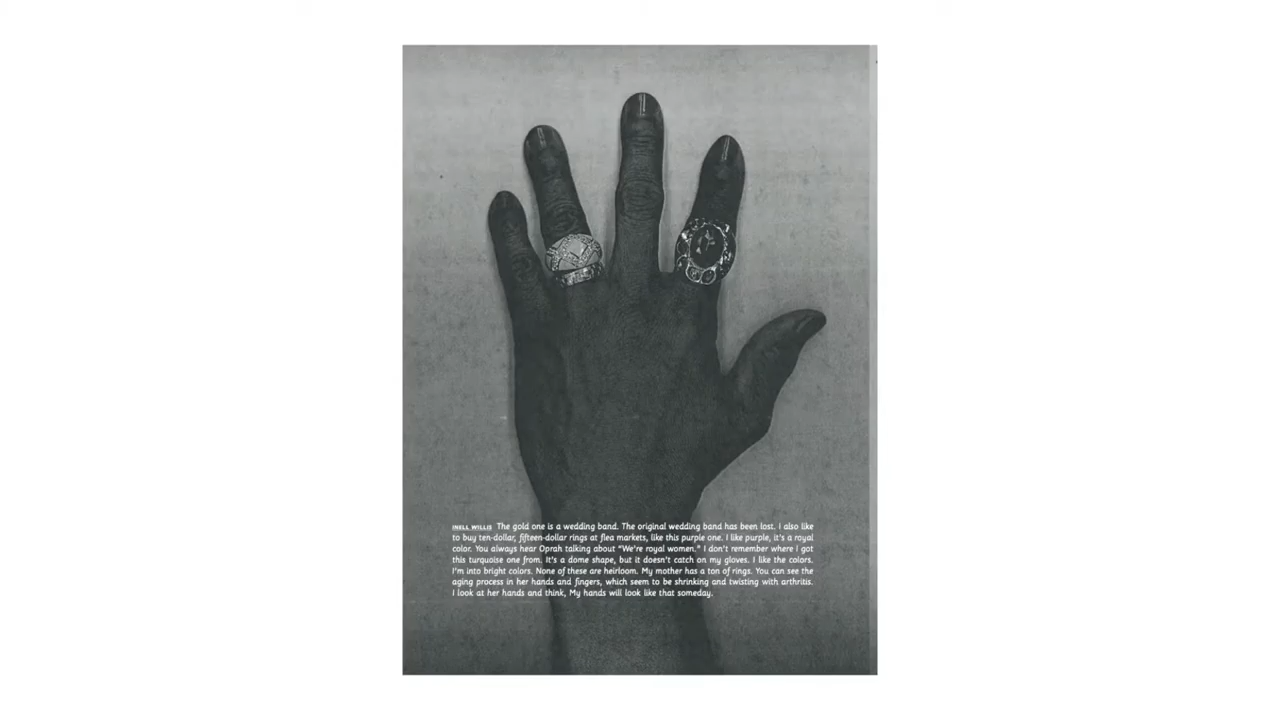 INELL WILLIS The gold one is a wedding band. The original wedding band has been lost. I also like
to buy ten-dollar, fifteen-dollar rings at flea markets, like this purple one. I like purple, it's a royal
color. You always hear Oprah talking about “We're royal women.” I don't remember where I got
this turquoise one from. It's a dome shape, but it doesn't catch on my gloves. I like the colors.
I'm into bright colors. None of these are heirloom. My mother has a ton of rings. You can see the
aging process in her hands and fingers, which seem to be shrinking and twisting with arthritis.
I look at her hands and think, My hands will look like that someday.